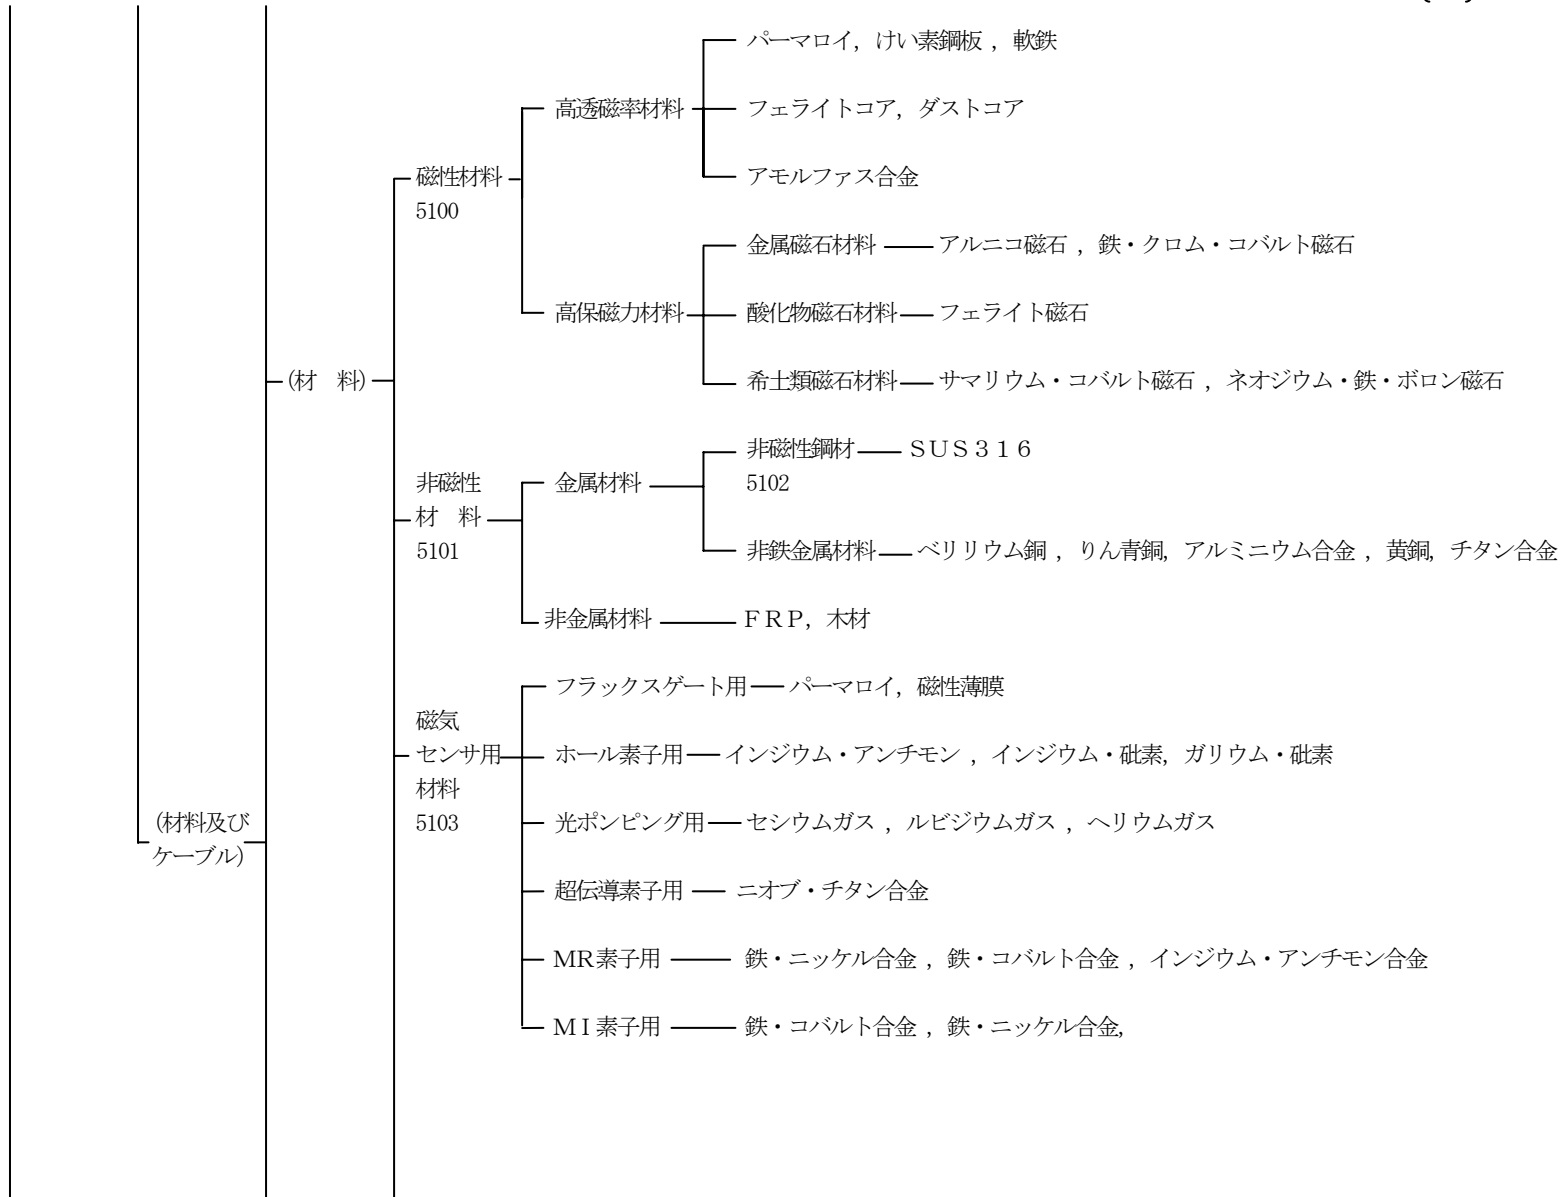 パーマロイ，けい素鋼板 ，軟鉄
高透磁率材料
フェライトコア，ダストコア
磁性材料
アモルファス合金
5100
金属磁石材料
アルニコ磁石 ，鉄・クロム・コバルト磁石
高保磁力材料
酸化物磁石材料
フェライト磁石
(材　料)
希土類磁石材料
サマリウム・コバルト磁石 ，ネオジウム・鉄・ボロン磁石
非磁性鋼材
ＳＵＳ３１６
5102
非磁性
材　料
5101
金属材料
非鉄金属材料
ベリリウム銅 ，りん青銅，アルミニウム合金 ，黄銅，チタン合金
非金属材料
ＦＲＰ，木材
フラックスゲート用
パーマロイ，磁性薄膜
磁気
センサ用
材料
5103
ホール素子用
インジウム・アンチモン ，インジウム・砒素，ガリウム・砒素
(材料及び
ケーブル)
光ポンピング用
セシウムガス ，ルビジウムガス ，ヘリウムガス
超伝導素子用
ニオブ・チタン合金
MR素子用
鉄・ニッケル合金 ，鉄・コバルト合金 ，インジウム・アンチモン合金
ＭＩ素子用
鉄・コバルト合金 ，鉄・ニッケル合金，